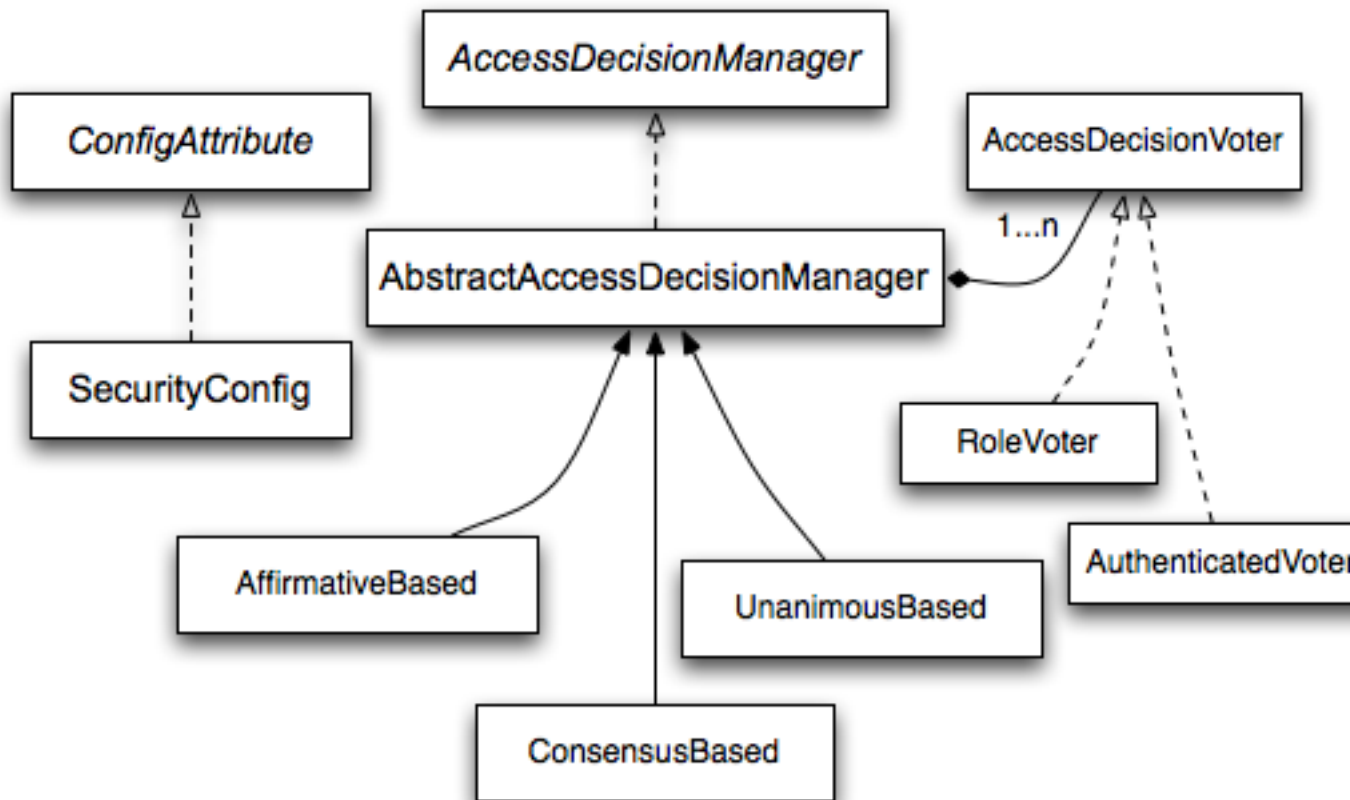 AccessDecisionManager
ConfigAttribute
AccessDecisionVoter
1...n
AbstractAccessDecisionManager
SecurityConfig
RoleVoter
AuthenticatedVoter
AffirmativeBased
UnanimousBased
ConsensusBased